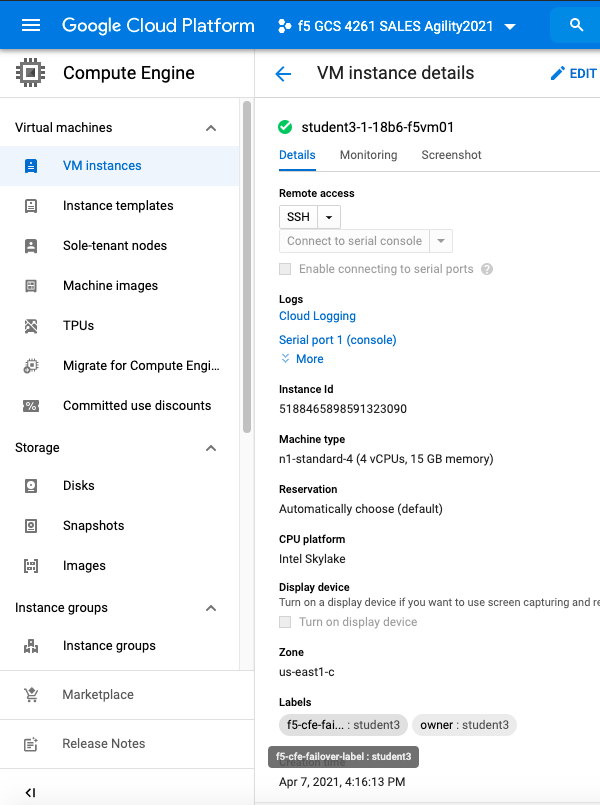 Google Cloud Platform
f5 GCS 4261 SALES Agility2021
Compute Engine
VM instance details
EDIT
Virtual machines
VM instances
Instance templates
Sole-tenant nodes
Machine images
TPUs
Migrate for Compute Engi...
Committed use discounts
Storage
Disks
Snapshots
Images
Instance groups
Instance groups
Marketplace
Release Notes
student3-1-18b6-f5vm01
Details Monitoring Screenshot
Remote access
SSH
Connect to serial console
Enable connecting to serial ports ?
Logs
Cloud Logging
Serial port 1 (console)
More
Instance Id
5188465898591323090
Machine type
n1-standard-4 (4 vCPUs, 15 GB memory)
Reservation
Automatically choose (default)
CPU platform
Intel Skylake
Display device
Turn on a display device if you want to use screen capturing and re
Turn on display device
Zone
us-east1-c
Labels
f5-cfe-fai... : student3 owner : student3
f5-cfe-failover-label : student3
Creation time
Apr 7, 2021, 4:16:13 PM